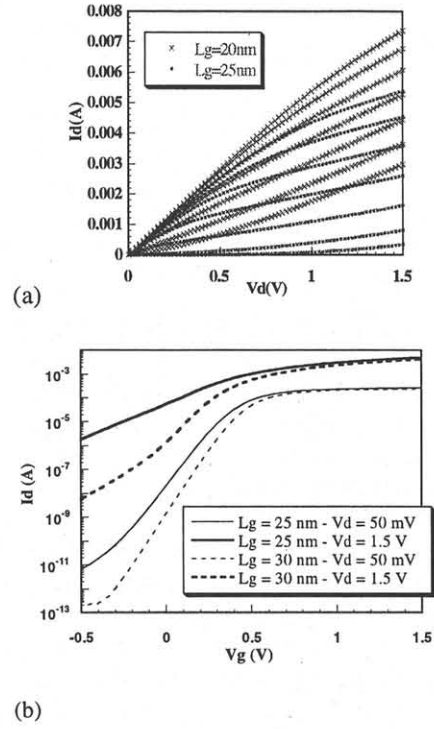 0.008
0.007
0.006
0.005
0.004
0.003
0.002
0.001
0
Id(A)
Lg=20nm
Lg=25nm
0 0.5 1 1.5
Vd(V)
(a)
10-3
10-5
10-7
10-9
10-11
10-13
Id (A)
Lg = 25 nm - Vd = 50 mV
Lg = 25 nm - Vd = 1.5 V
Lg = 30 nm - Vd = 50 mV
Lg = 30 nm - Vd = 1.5 V
-0.5 0 0.5 1 1.5
Vg (V)
(b)